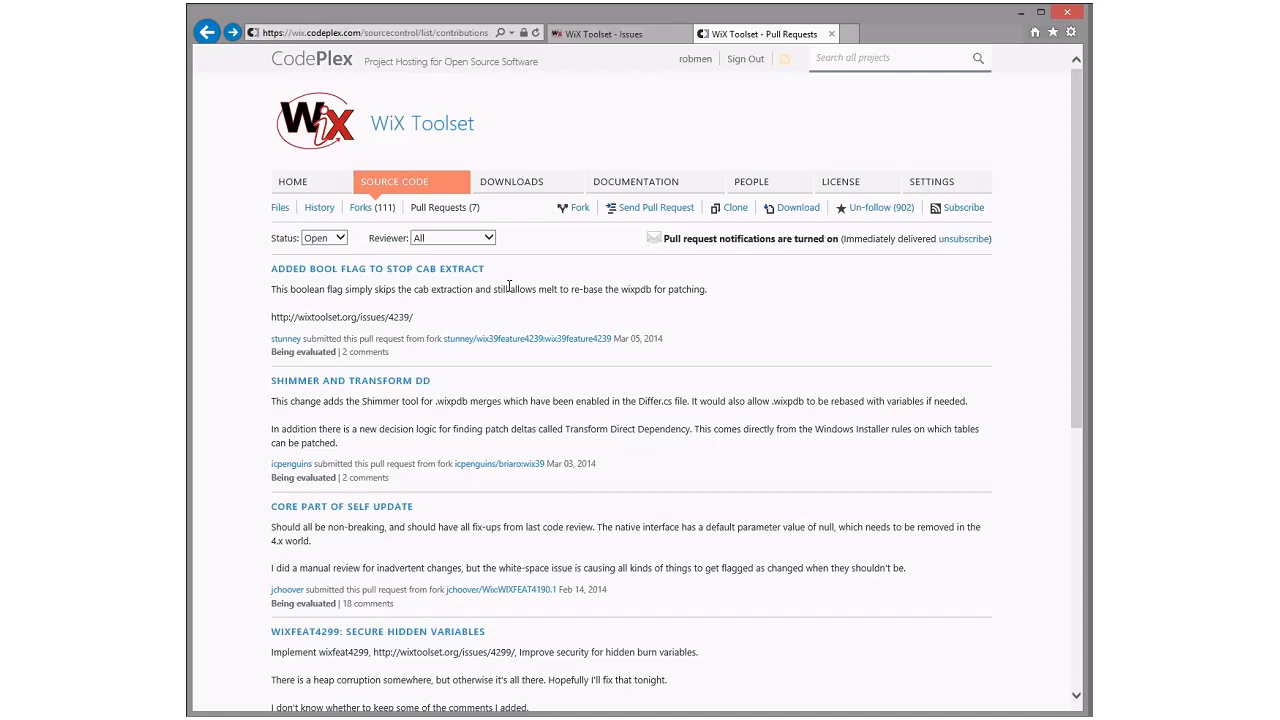 https://wix.codeplex.com/sourcecontrol/list/contributions
WiX Toolset - Issues
WiX Toolset - Pull Requests
CodePlex Project Hosting for Open Source Software
robmen Sign Out
Search all projects
WiX
WiX Toolset
HOME SOURCE CODE DOWNLOADS DOCUMENTATION PEOPLE LICENSE SETTINGS
Files History Forks (111) Pull Requests (7) Fork Send Pull Request Clone Download Un-follow (902) Subscribe
Status: Open Reviewer: All Pull request notifications are turned on (Immediately delivered unsubscribe)
ADDED BOOL FLAG TO STOP CAB EXTRACT
This boolean flag simply skips the cab extraction and still allows melt to re-base the wixpdb for patching.
http://wixtoolset.org/issues/4239/
stunney submitted this pull request from fork stunney/wix39feature4239:wix39feature4239 Mar 05, 2014
Being evaluated | 2 comments
SHIMMER AND TRANSFORM DD
This change adds the Shimmer tool for .wixpdb merges which have been enabled in the Differ.cs file. It would also allow .wixpdb to be rebased with variables if needed.
In addition there is a new decision logic for finding patch deltas called Transform Direct Dependency. This comes directly from the Windows Installer rules on which tables
can be patched.
icpenguins submitted this pull request from fork icpenguins/briaro:wix39 Mar 03, 2014
Being evaluated | 2 comments
CORE PART OF SELF UPDATE
Should all be non-breaking, and should have all fix-ups from last code review. The native interface has a default parameter value of null, which needs to be removed in the
4.x world.
I did a manual review for inadvertent changes, but the white-space issue is causing all kinds of things to get flagged as changed when they shouldn't be.
jchoover submitted this pull request from fork jchoover/Wix:WIXFEAT4190.1 Feb 14, 2014
Being evaluated | 18 comments
WIXFEAT4299: SECURE HIDDEN VARIABLES
Implement wixfeat4299, http://wixtoolset.org/issues/4299/, Improve security for hidden burn variables.
There is a heap corruption somewhere, but otherwise it's all there. Hopefully I'll fix that tonight.
I don't know whether to keep some of the comments I added.